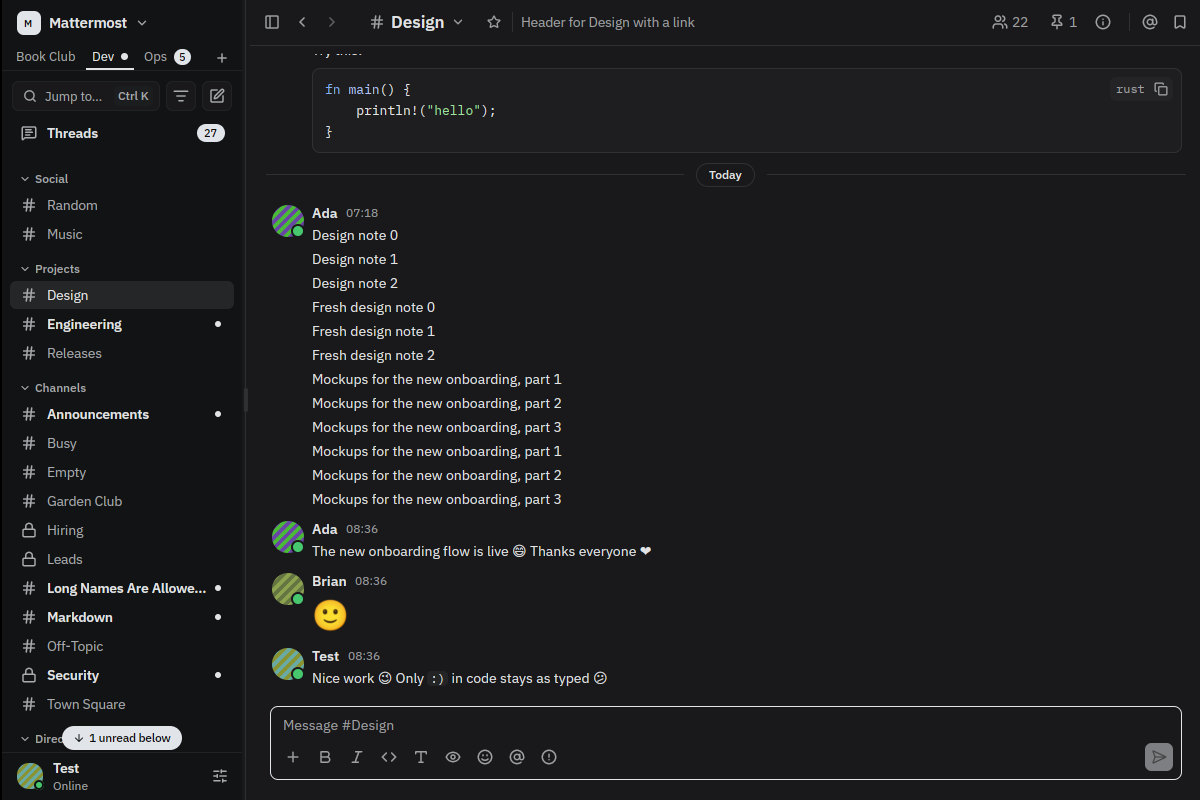 M Mattermost
Book Club Dev Ops 5
Jump to... Ctrl K
Threads 27
Social
Random
Music
Projects
Design
Engineering
Releases
Channels
Announcements
Busy
Empty
Garden Club
Hiring
Leads
Long Names Are Allowe...
Markdown
Off-Topic
Security
Town Square
Direc
1 unread below
Test
Online
# Design Header for Design with a link 22 1
fn main() {
    println!("hello");
}
rust
Today
Ada 07:18
Design note 0
Design note 1
Design note 2
Fresh design note 0
Fresh design note 1
Fresh design note 2
Mockups for the new onboarding, part 1
Mockups for the new onboarding, part 2
Mockups for the new onboarding, part 3
Mockups for the new onboarding, part 1
Mockups for the new onboarding, part 2
Mockups for the new onboarding, part 3
Ada 08:36
The new onboarding flow is live 😄 Thanks everyone ❤
Brian 08:36
🙂
Test 08:36
Nice work 😉 Only :) in code stays as typed 😕
Message #Design